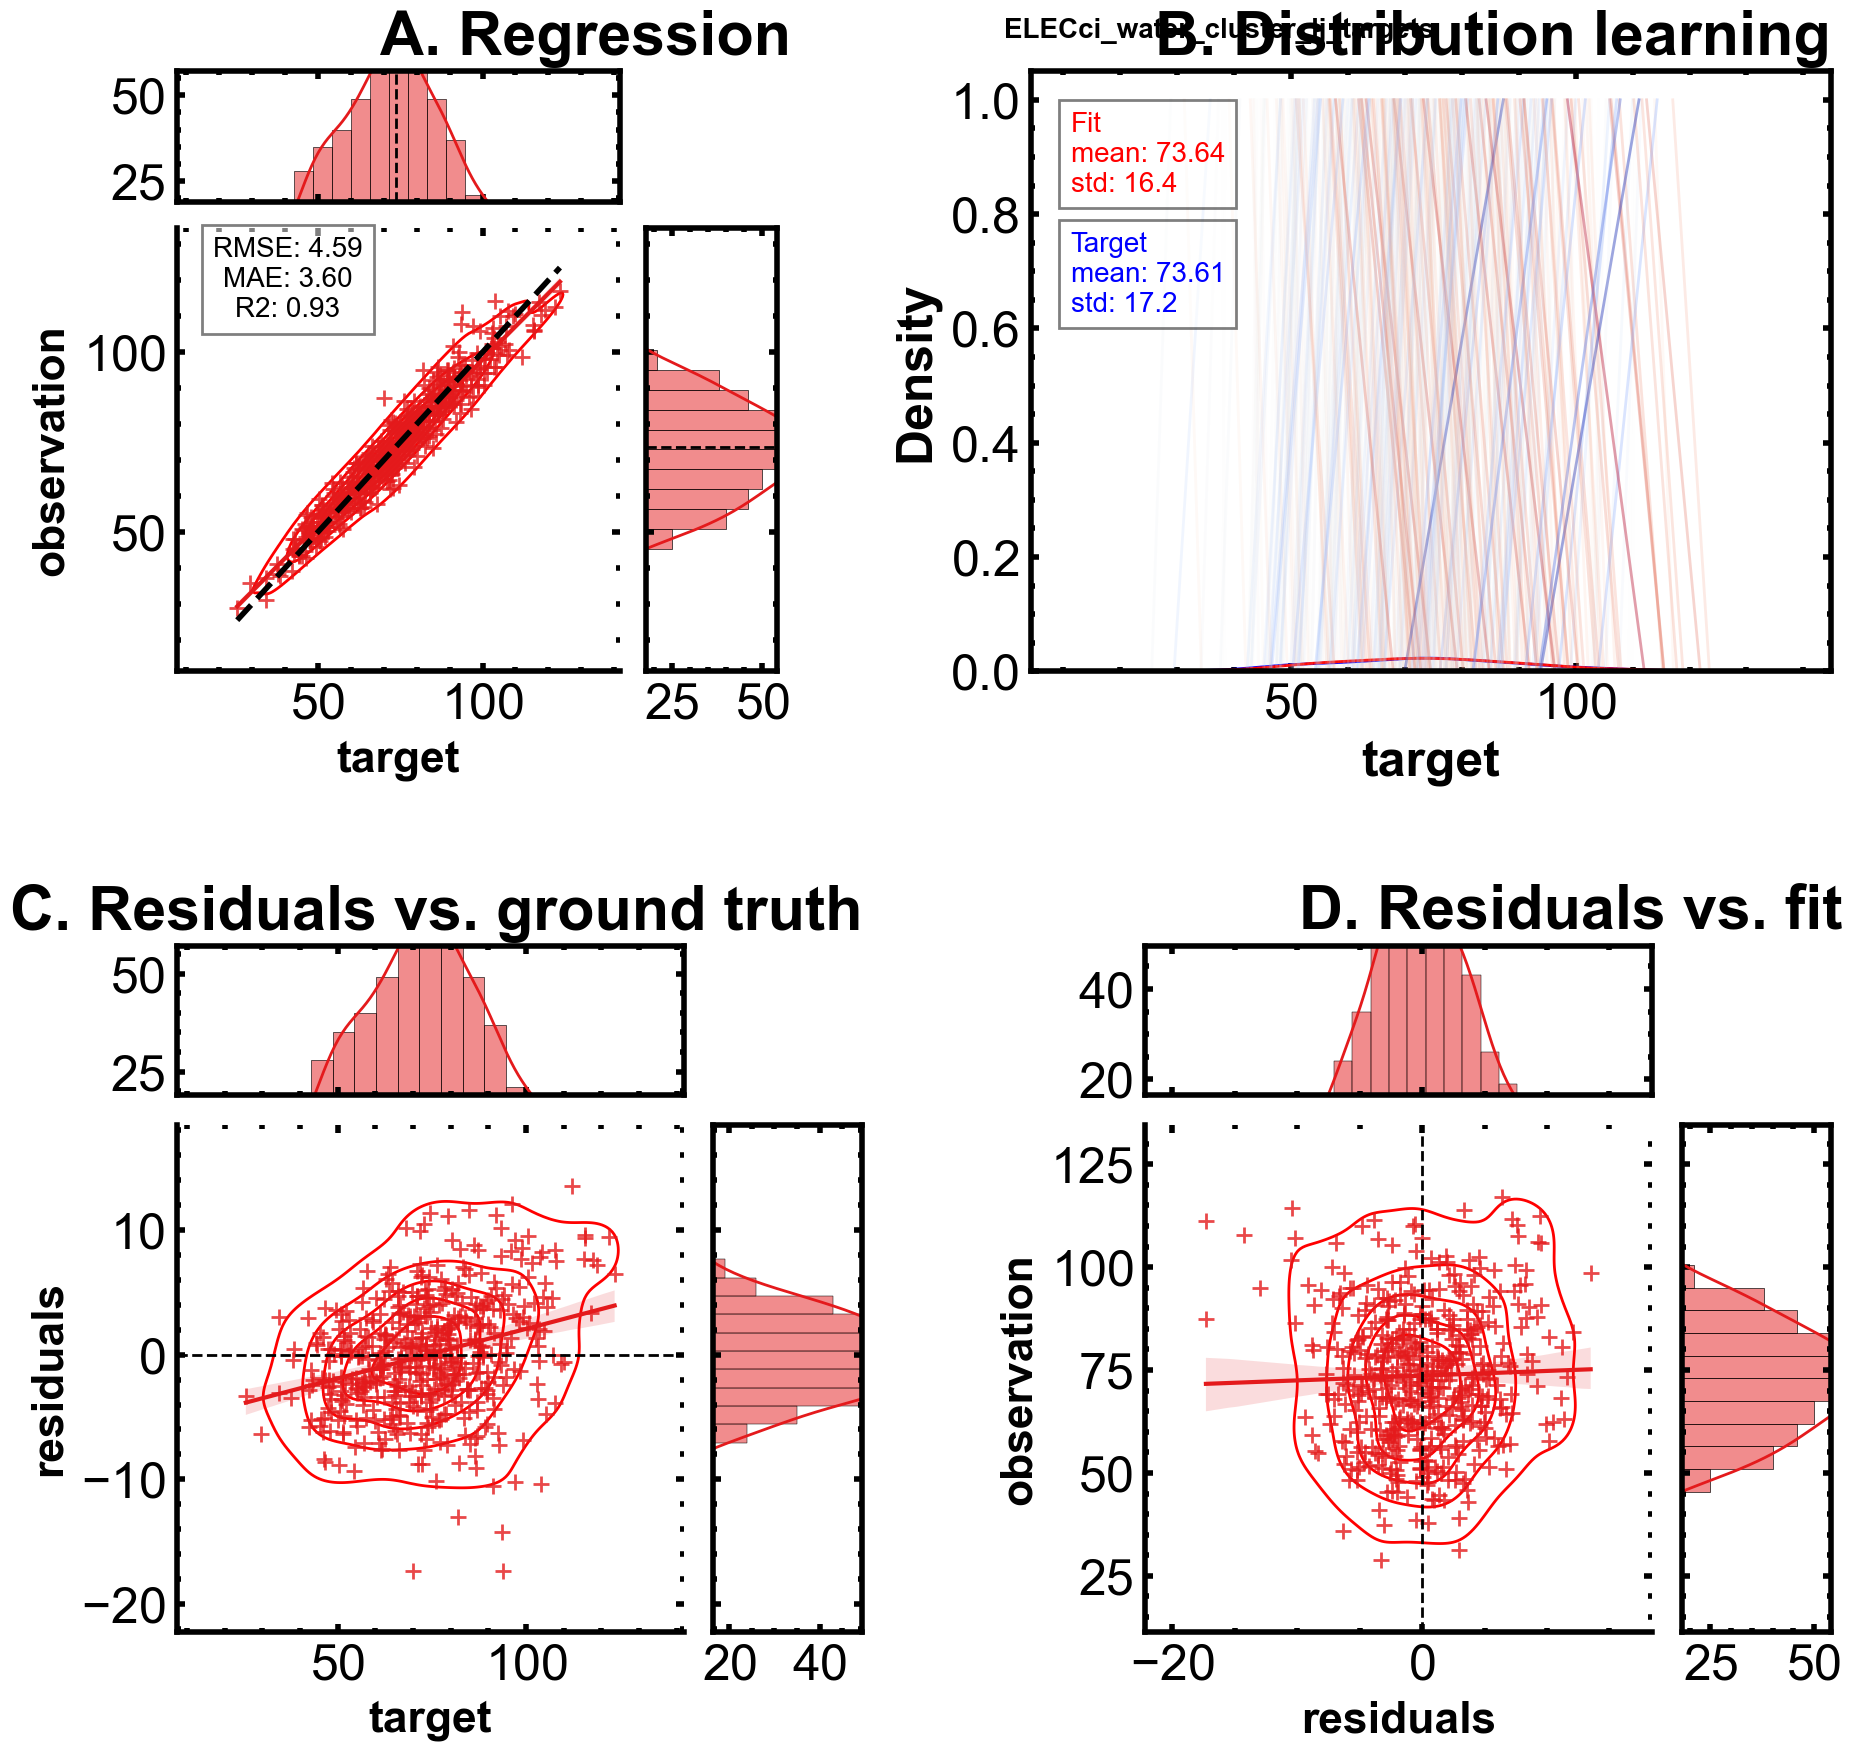 A. Regression
50
25
RMSE: 4.59
MAE: 3.60
R2: 0.93
observation
100
50
50
100
25
50
target
B. Distribution learning
1.0
0.8
0.6
0.4
0.2
0.0
Density
Fit
mean: 73.64
std: 16.4
Target
mean: 73.61
std: 17.2
50
100
target
C. Residuals vs. ground truth
50
25
residuals
10
0
−10
−20
50
100
20
40
target
D. Residuals vs. fit
40
20
observation
125
100
75
50
25
−20
0
25
50
residuals